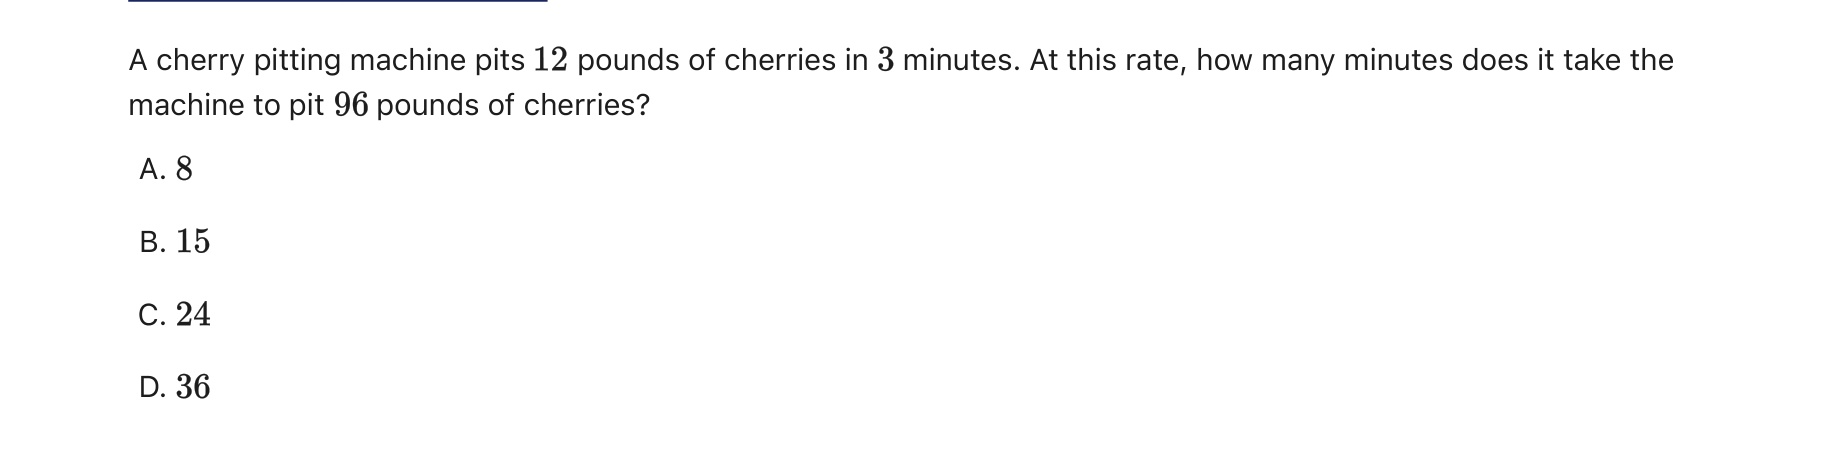 A cherry pitting machine pits 12 pounds of cherries in 3 minutes. At this rate, how many minutes does it take the
machine to pit 96 pounds of cherries?
A. 8
B. 15
C. 24
D. 36